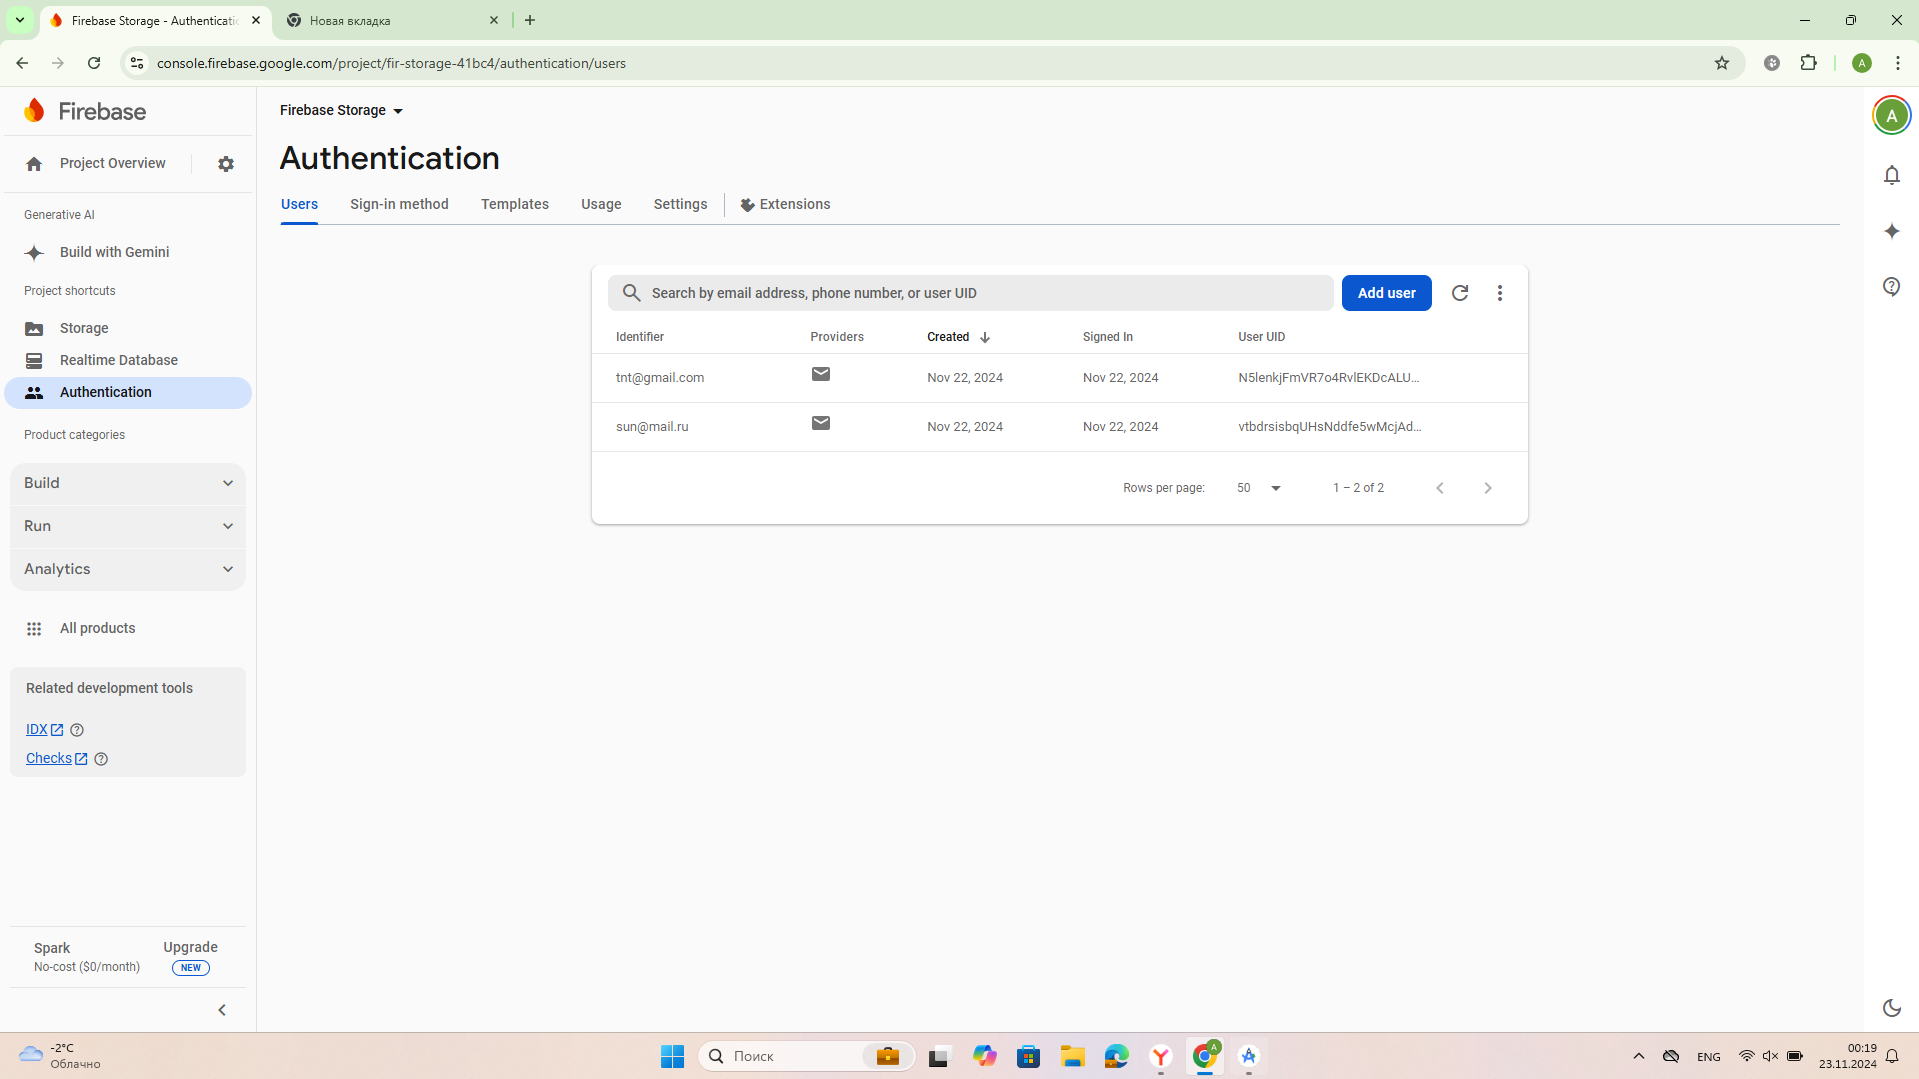 Firebase Storage - Authenticatic
Новая вкладка
console.firebase.google.com/project/fir-storage-41bc4/authentication/users
A
Firebase
Firebase Storage
A
Project Overview
Authentication
Users
Sign-in method
Templates
Usage
Settings
Extensions
Generative AI
Build with Gemini
Project shortcuts
Storage
Realtime Database
Authentication
Product categories
Build
Run
Analytics
All products
Related development tools
IDX
Checks
Spark
No-cost ($0/month)
Upgrade
NEW
Search by email address, phone number, or user UID
Add user
Identifier
Providers
Created
Signed In
User UID
tnt@gmail.com
Nov 22, 2024
Nov 22, 2024
N5lenkjFmVR7o4RvlEKDcALU...
sun@mail.ru
Nov 22, 2024
Nov 22, 2024
vtbdrsisbqUHsNddfe5wMcjAd...
Rows per page:
50
1 – 2 of 2
-2°C
Облачно
Поиск
A
ENG
00:19
23.11.2024